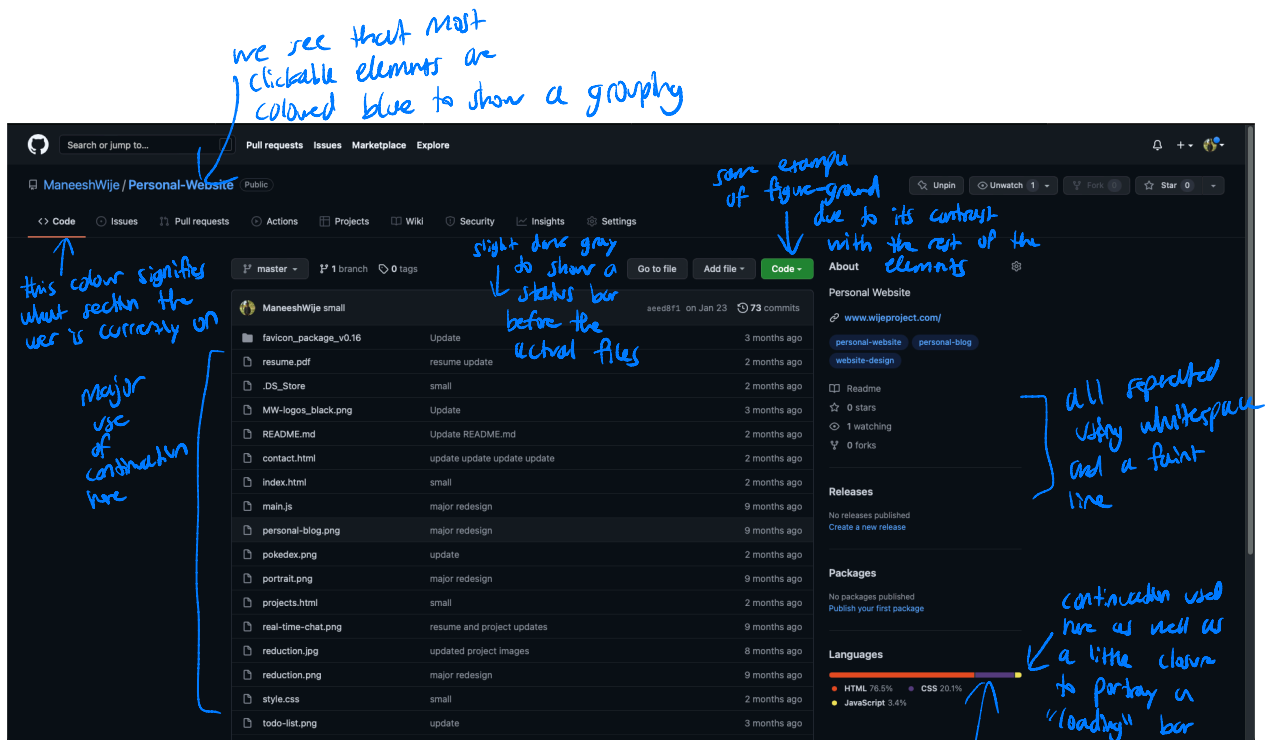 we see that most
clickable elements are
colored blue to show a grouping
Search or jump to...
Pull requests Issues Marketplace Explore
ManeeshWije / Personal-Website Public
Unpin Unwatch 1 Fork 0 Star 0
some example
of figure-ground
due to its contrast
with the rest of the
elements
<> Code Issues Pull requests Actions Projects Wiki Security Insights Settings
this colour signifies
what section the
user is currently on
slight dark gray
to show a
status bar
before the
actual files
master 1 branch 0 tags Go to file Add file Code
ManeeshWije small aeed8f1 on Jan 23 73 commits
favicon_package_v0.16 Update 3 months ago
resume.pdf resume update 2 months ago
.DS_Store small 2 months ago
MW-logos_black.png Update 3 months ago
README.md Update README.md 2 months ago
contact.html update update update update 2 months ago
index.html small 2 months ago
main.js major redesign 9 months ago
personal-blog.png major redesign 9 months ago
pokedex.png update 2 months ago
portrait.png major redesign 9 months ago
projects.html small 2 months ago
real-time-chat.png resume and project updates 9 months ago
reduction.jpg updated project images 8 months ago
reduction.png major redesign 9 months ago
style.css small 2 months ago
todo-list.png update 3 months ago
major
use
of
continuation
here
About
Personal Website
www.wijeproject.com/
personal-website personal-blog
website-design
Readme
0 stars
1 watching
0 forks
all seperated
using whitespace
and a faint
line
Releases
No releases published
Create a new release
Packages
No packages published
Publish your first package
Languages
HTML 76.5% CSS 20.1%
JavaScript 3.4%
continuation used
here as well as
a little closure
to portray a
"loading" bar